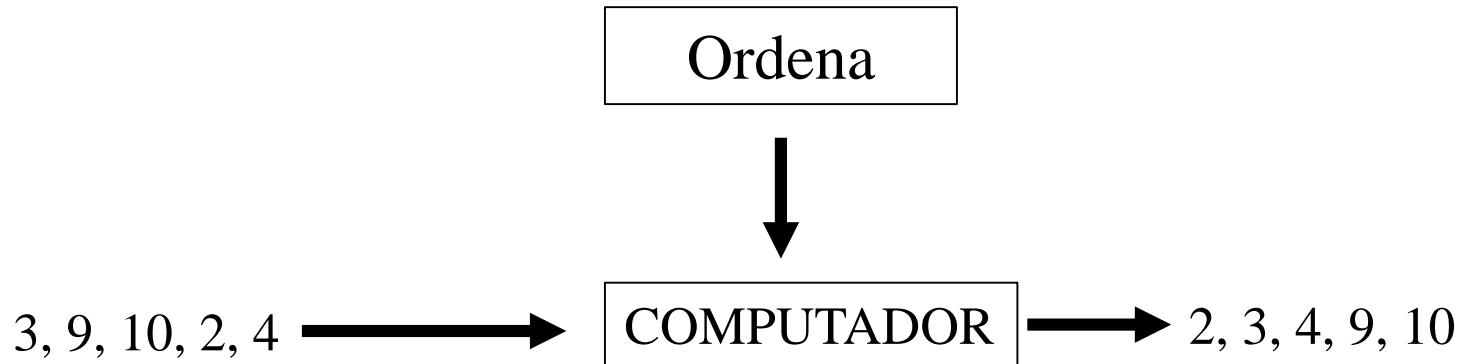 Ordena
3, 9, 10, 2, 4
COMPUTADOR
2, 3, 4, 9, 10